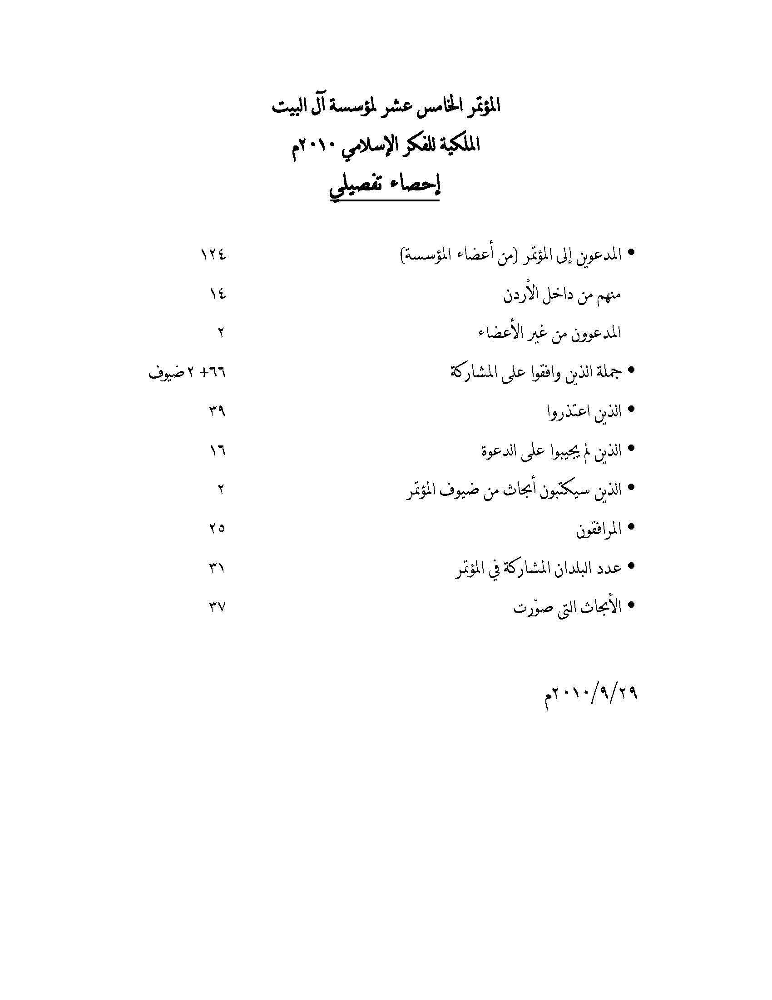 المؤتمر الخامس عشر لمؤسسة آل البيت
الملكية للفكر الإسلامي ٢٠١٠م
إحصاء تفصيلي
• المدعوين إلى المؤتمر (من أعضاء المؤسسة) ١٢٤
منهم من داخل الأردن ١٤
المدعوون من غير الأعضاء ٢
• جملة الذين وافقوا على المشاركة ٦٦+ ٢ ضيوف
• الذين اعتذروا ٣٩
• الذين لم يجيبوا على الدعوة ١٦
• الذين سيكتبون أبحاث من ضيوف المؤتمر ٢
• المرافقون ٢٥
• عدد البلدان المشاركة في المؤتمر ٣١
• الأبحاث التي صوّرت ٣٧
٢٠١٠/٩/٢٩م